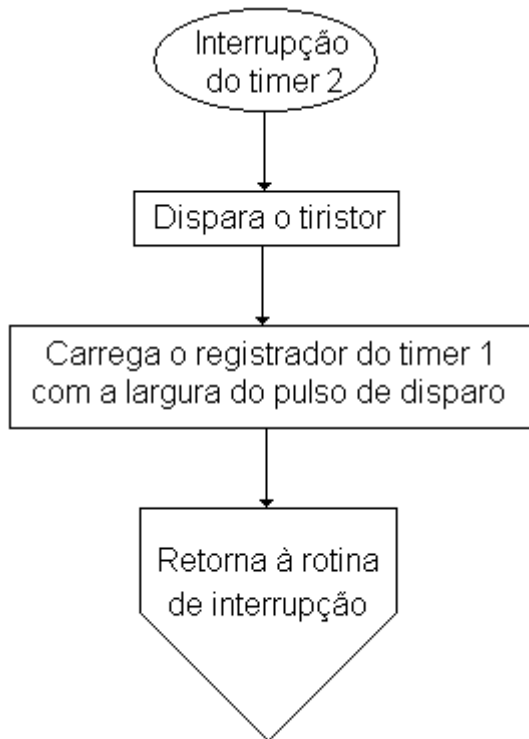 Interrupção
do timer 2
Dispara o tiristor
Carrega o registrador do timer 1
com a largura do pulso de disparo
Retorna à rotina
de interrupção